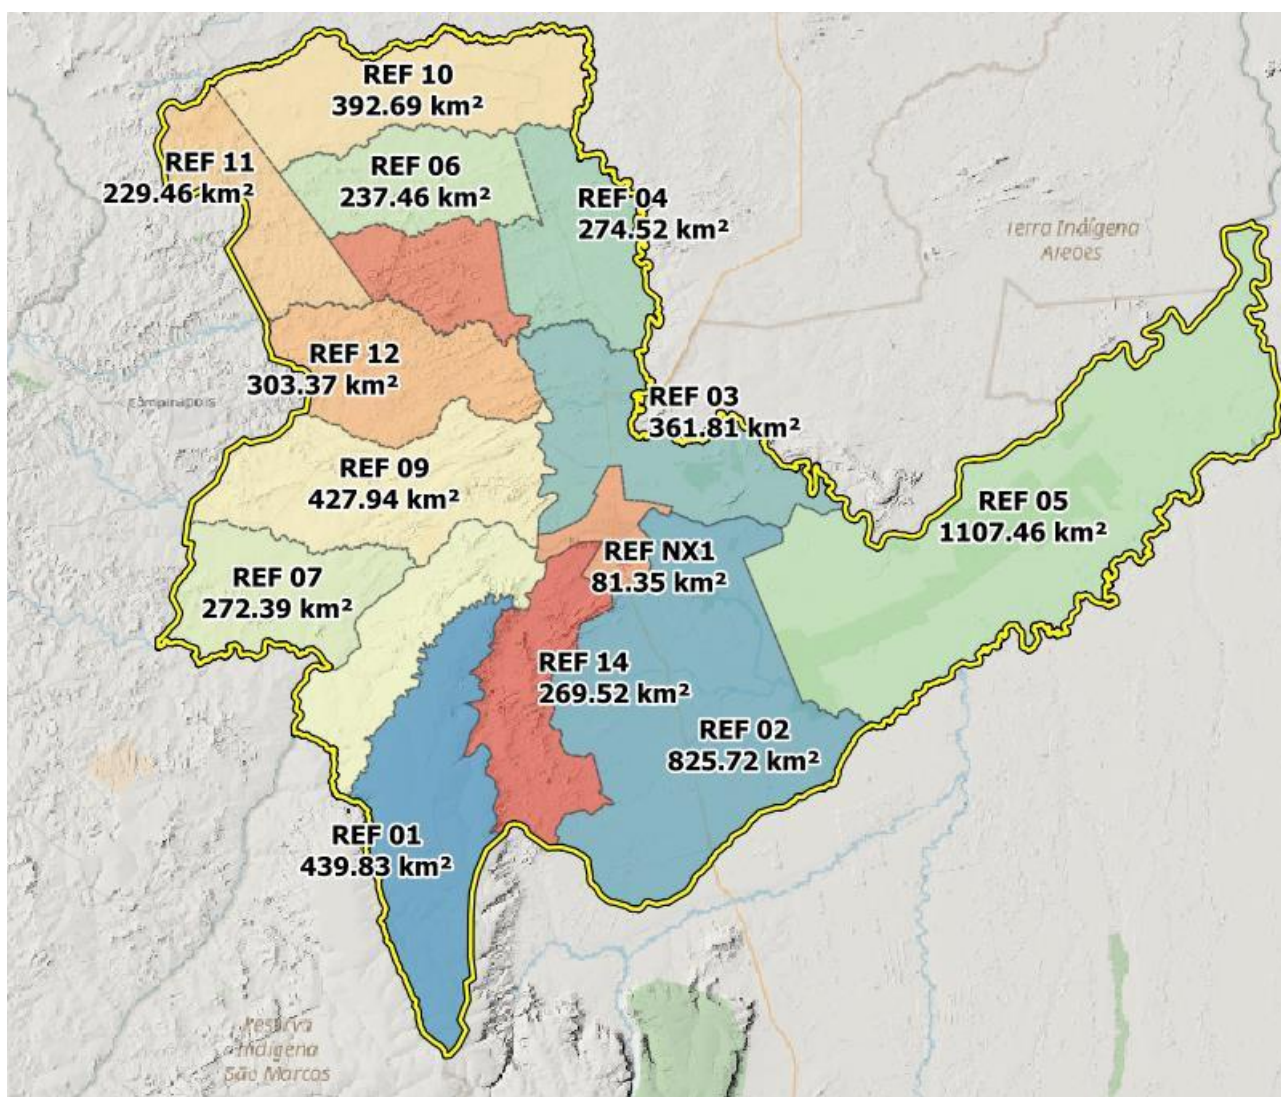 REF 10
392.69 km²
REF 11
229.46 km²
REF 06
237.46 km²
REF 04
274.52 km²
Terra Indígena
Areões
REF 12
303.37 km²
Campinápolis
REF 03
361.81 km²
REF 09
427.94 km²
REF 05
1107.46 km²
REF NX1
81.35 km²
REF 07
272.39 km²
REF 14
269.52 km²
REF 02
825.72 km²
REF 01
439.83 km²
Reserva
Indígena
São Marcos